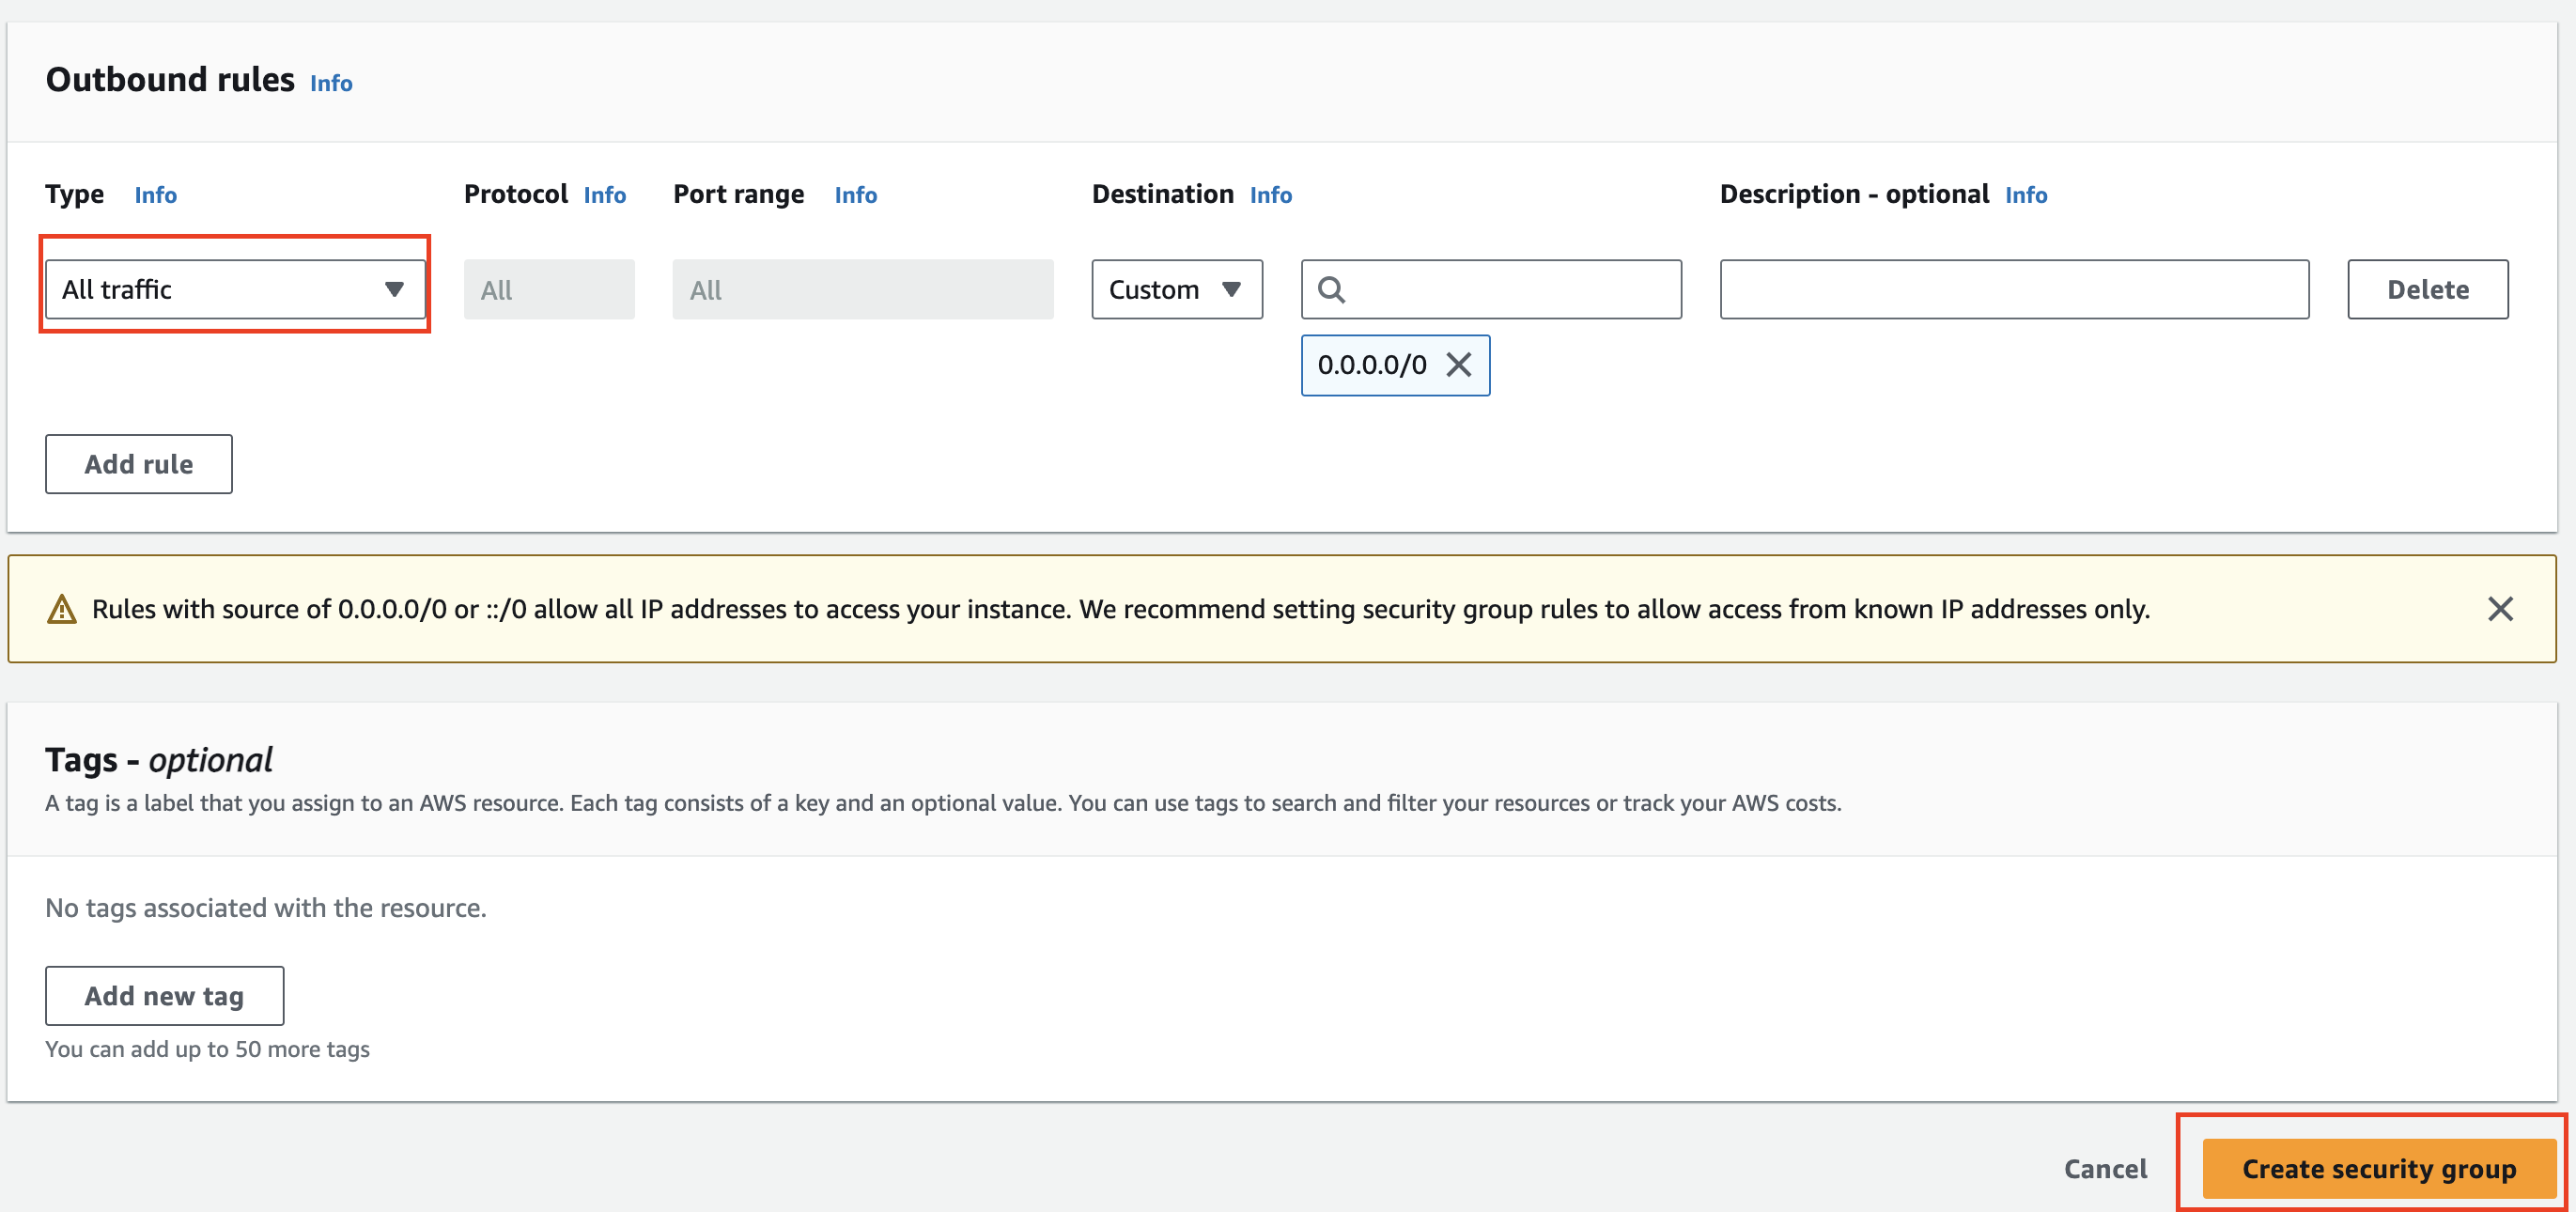 Outbound rules Info
Type Info Protocol Info Port range Info Destination Info Description - optional Info
All traffic All All Custom Delete
0.0.0.0/0
Add rule
Rules with source of 0.0.0.0/0 or ::/0 allow all IP addresses to access your instance. We recommend setting security group rules to allow access from known IP addresses only.
Tags - optional
A tag is a label that you assign to an AWS resource. Each tag consists of a key and an optional value. You can use tags to search and filter your resources or track your AWS costs.
No tags associated with the resource.
Add new tag
You can add up to 50 more tags
Cancel Create security group